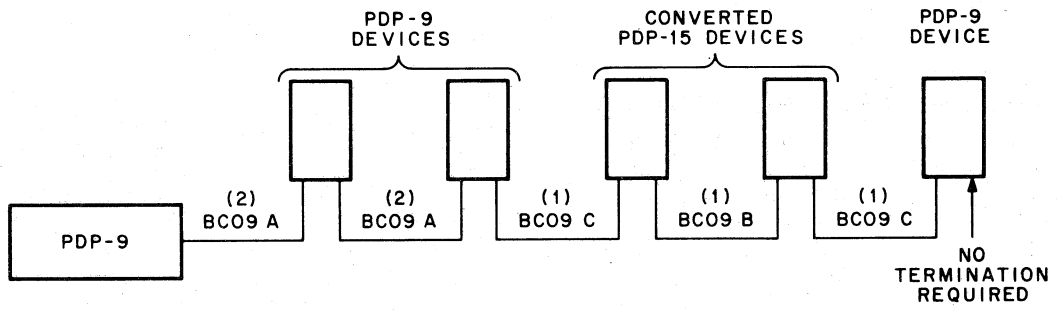 PDP-9
DEVICES
CONVERTED
PDP-15 DEVICES
PDP-9
DEVICE
(2)
BC09 A
(2)
BC09 A
(1)
BC09 C
(1)
BC09 B
(1)
BC09 C
PDP-9
NO
TERMINATION
REQUIRED